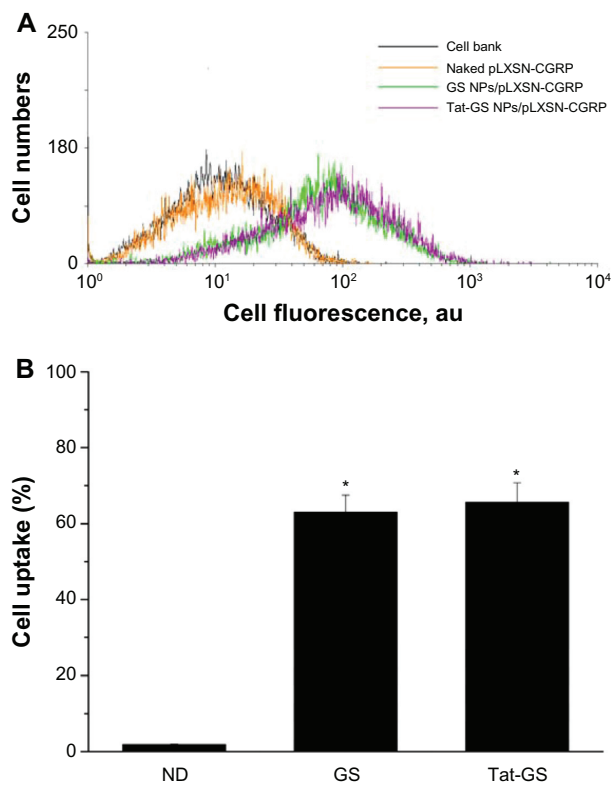 A
250
180
0
Cell numbers
Cell bank
Naked pLXSN-CGRP
GS NPs/pLXSN-CGRP
Tat-GS NPs/pLXSN-CGRP
10⁰ 10¹ 10² 10³ 10⁴
Cell fluorescence, au
B
100
80
60
40
20
0
Cell uptake (%)
* *
ND GS Tat-GS